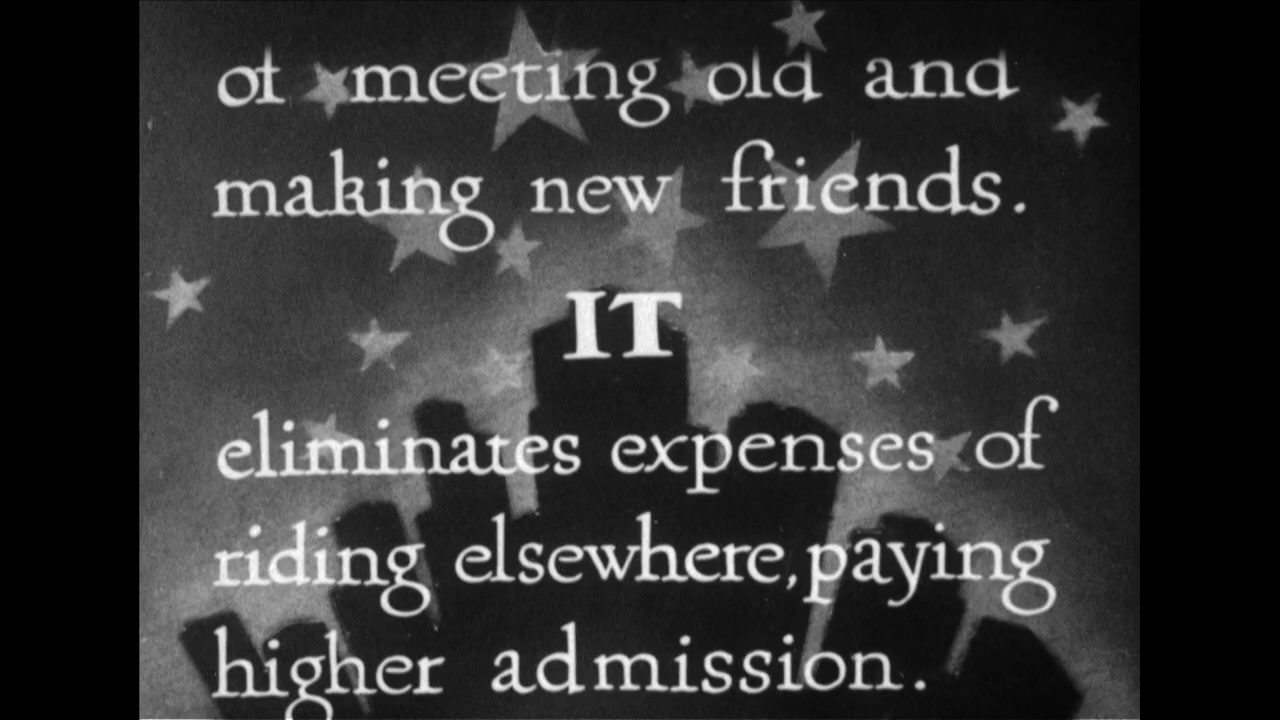 of meeting old and
making new friends.
IT
eliminates expenses of
riding elsewhere, paying
higher admission.